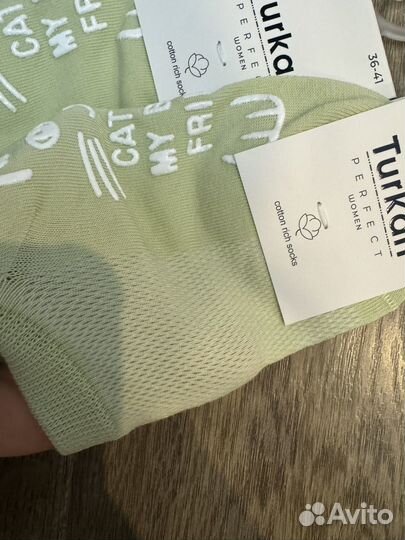 Turkan
PERFECT
WOMEN
36-41
cotton rich socks
CAT
MY B
FRI
CAT
MY
FRI
Turkan
PERFECT
WOMEN
cotton rich socks
Avito